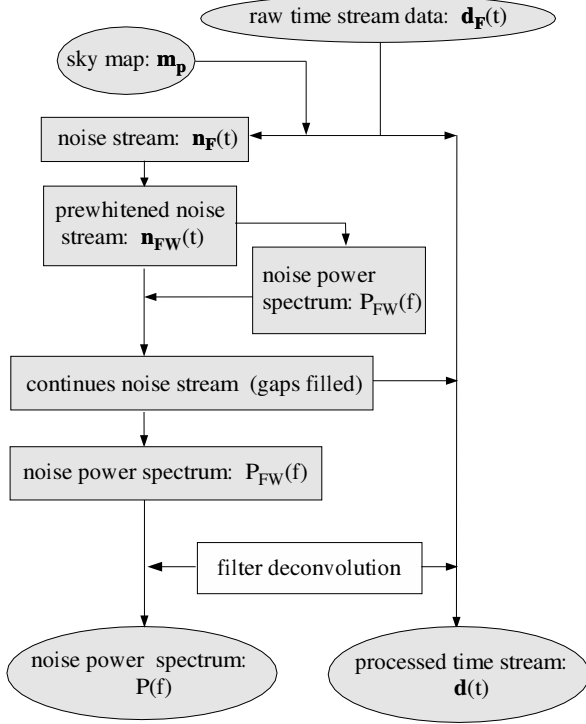 raw time stream data: d_F(t)
sky map: m_p
noise stream: n_F(t)
prewhitened noise
stream: n_FW(t)
noise power
spectrum: P_FW(f)
continues noise stream (gaps filled)
noise power spectrum: P_FW(f)
filter deconvolution
noise power spectrum:
P(f)
processed time stream:
d(t)